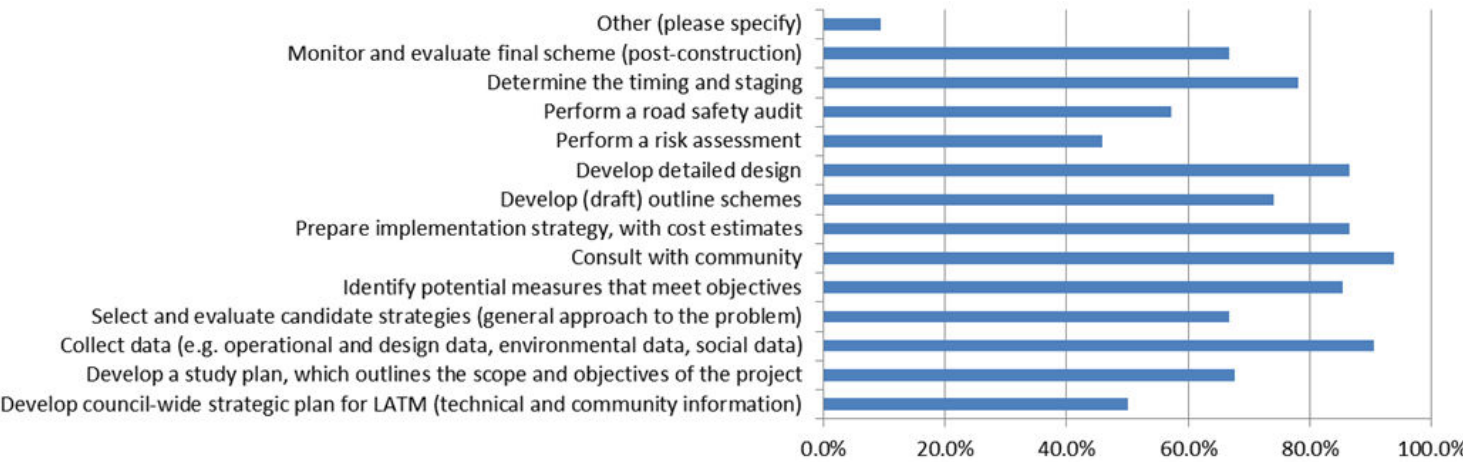 Other (please specify)
Monitor and evaluate final scheme (post-construction)
Determine the timing and staging
Perform a road safety audit
Perform a risk assessment
Develop detailed design
Develop (draft) outline schemes
Prepare implementation strategy, with cost estimates
Consult with community
Identify potential measures that meet objectives
Select and evaluate candidate strategies (general approach to the problem)
Collect data (e.g. operational and design data, environmental data, social data)
Develop a study plan, which outlines the scope and objectives of the project
Develop council-wide strategic plan for LATM (technical and community information)
0.0% 20.0% 40.0% 60.0% 80.0% 100.0%